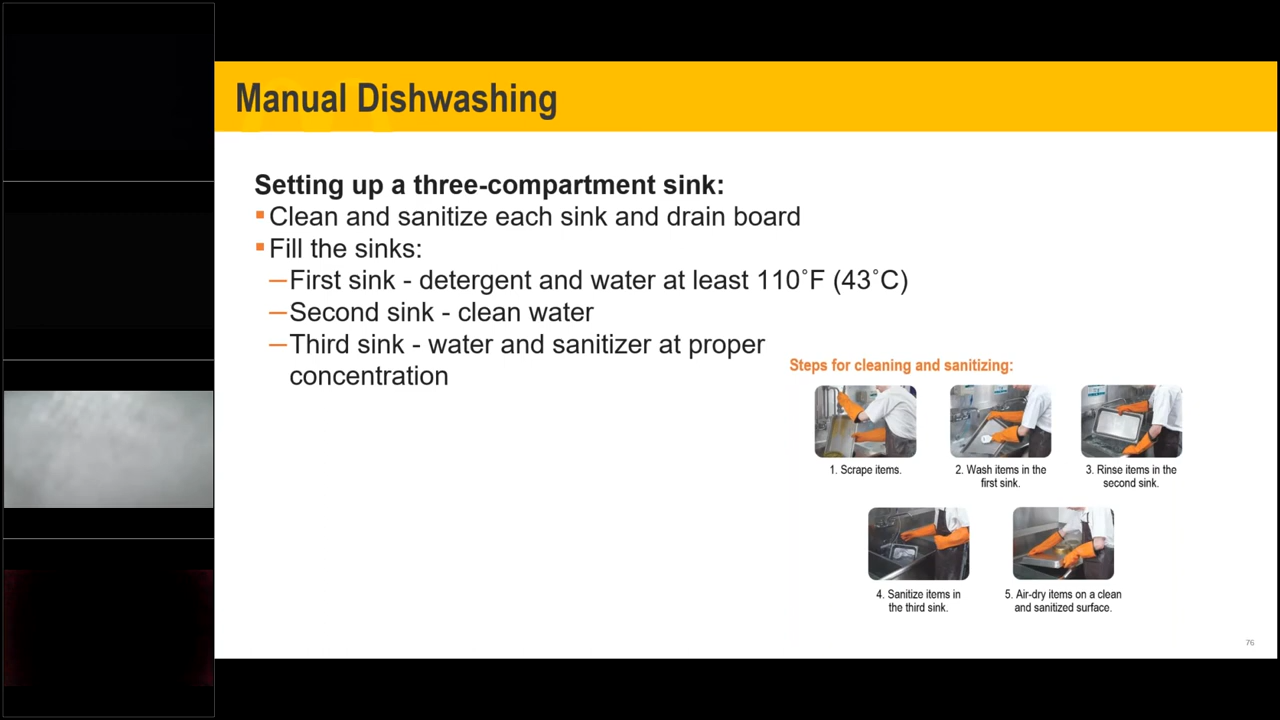 Manual Dishwashing
Setting up a three-compartment sink:
Clean and sanitize each sink and drain board
Fill the sinks:
—First sink - detergent and water at least 110˚F (43˚C)
—Second sink - clean water
—Third sink - water and sanitizer at proper
concentration
Steps for cleaning and sanitizing:
1. Scrape items.
2. Wash items in the
first sink.
3. Rinse items in the
second sink.
4. Sanitize items in
the third sink.
5. Air-dry items on a clean
and sanitized surface.
76